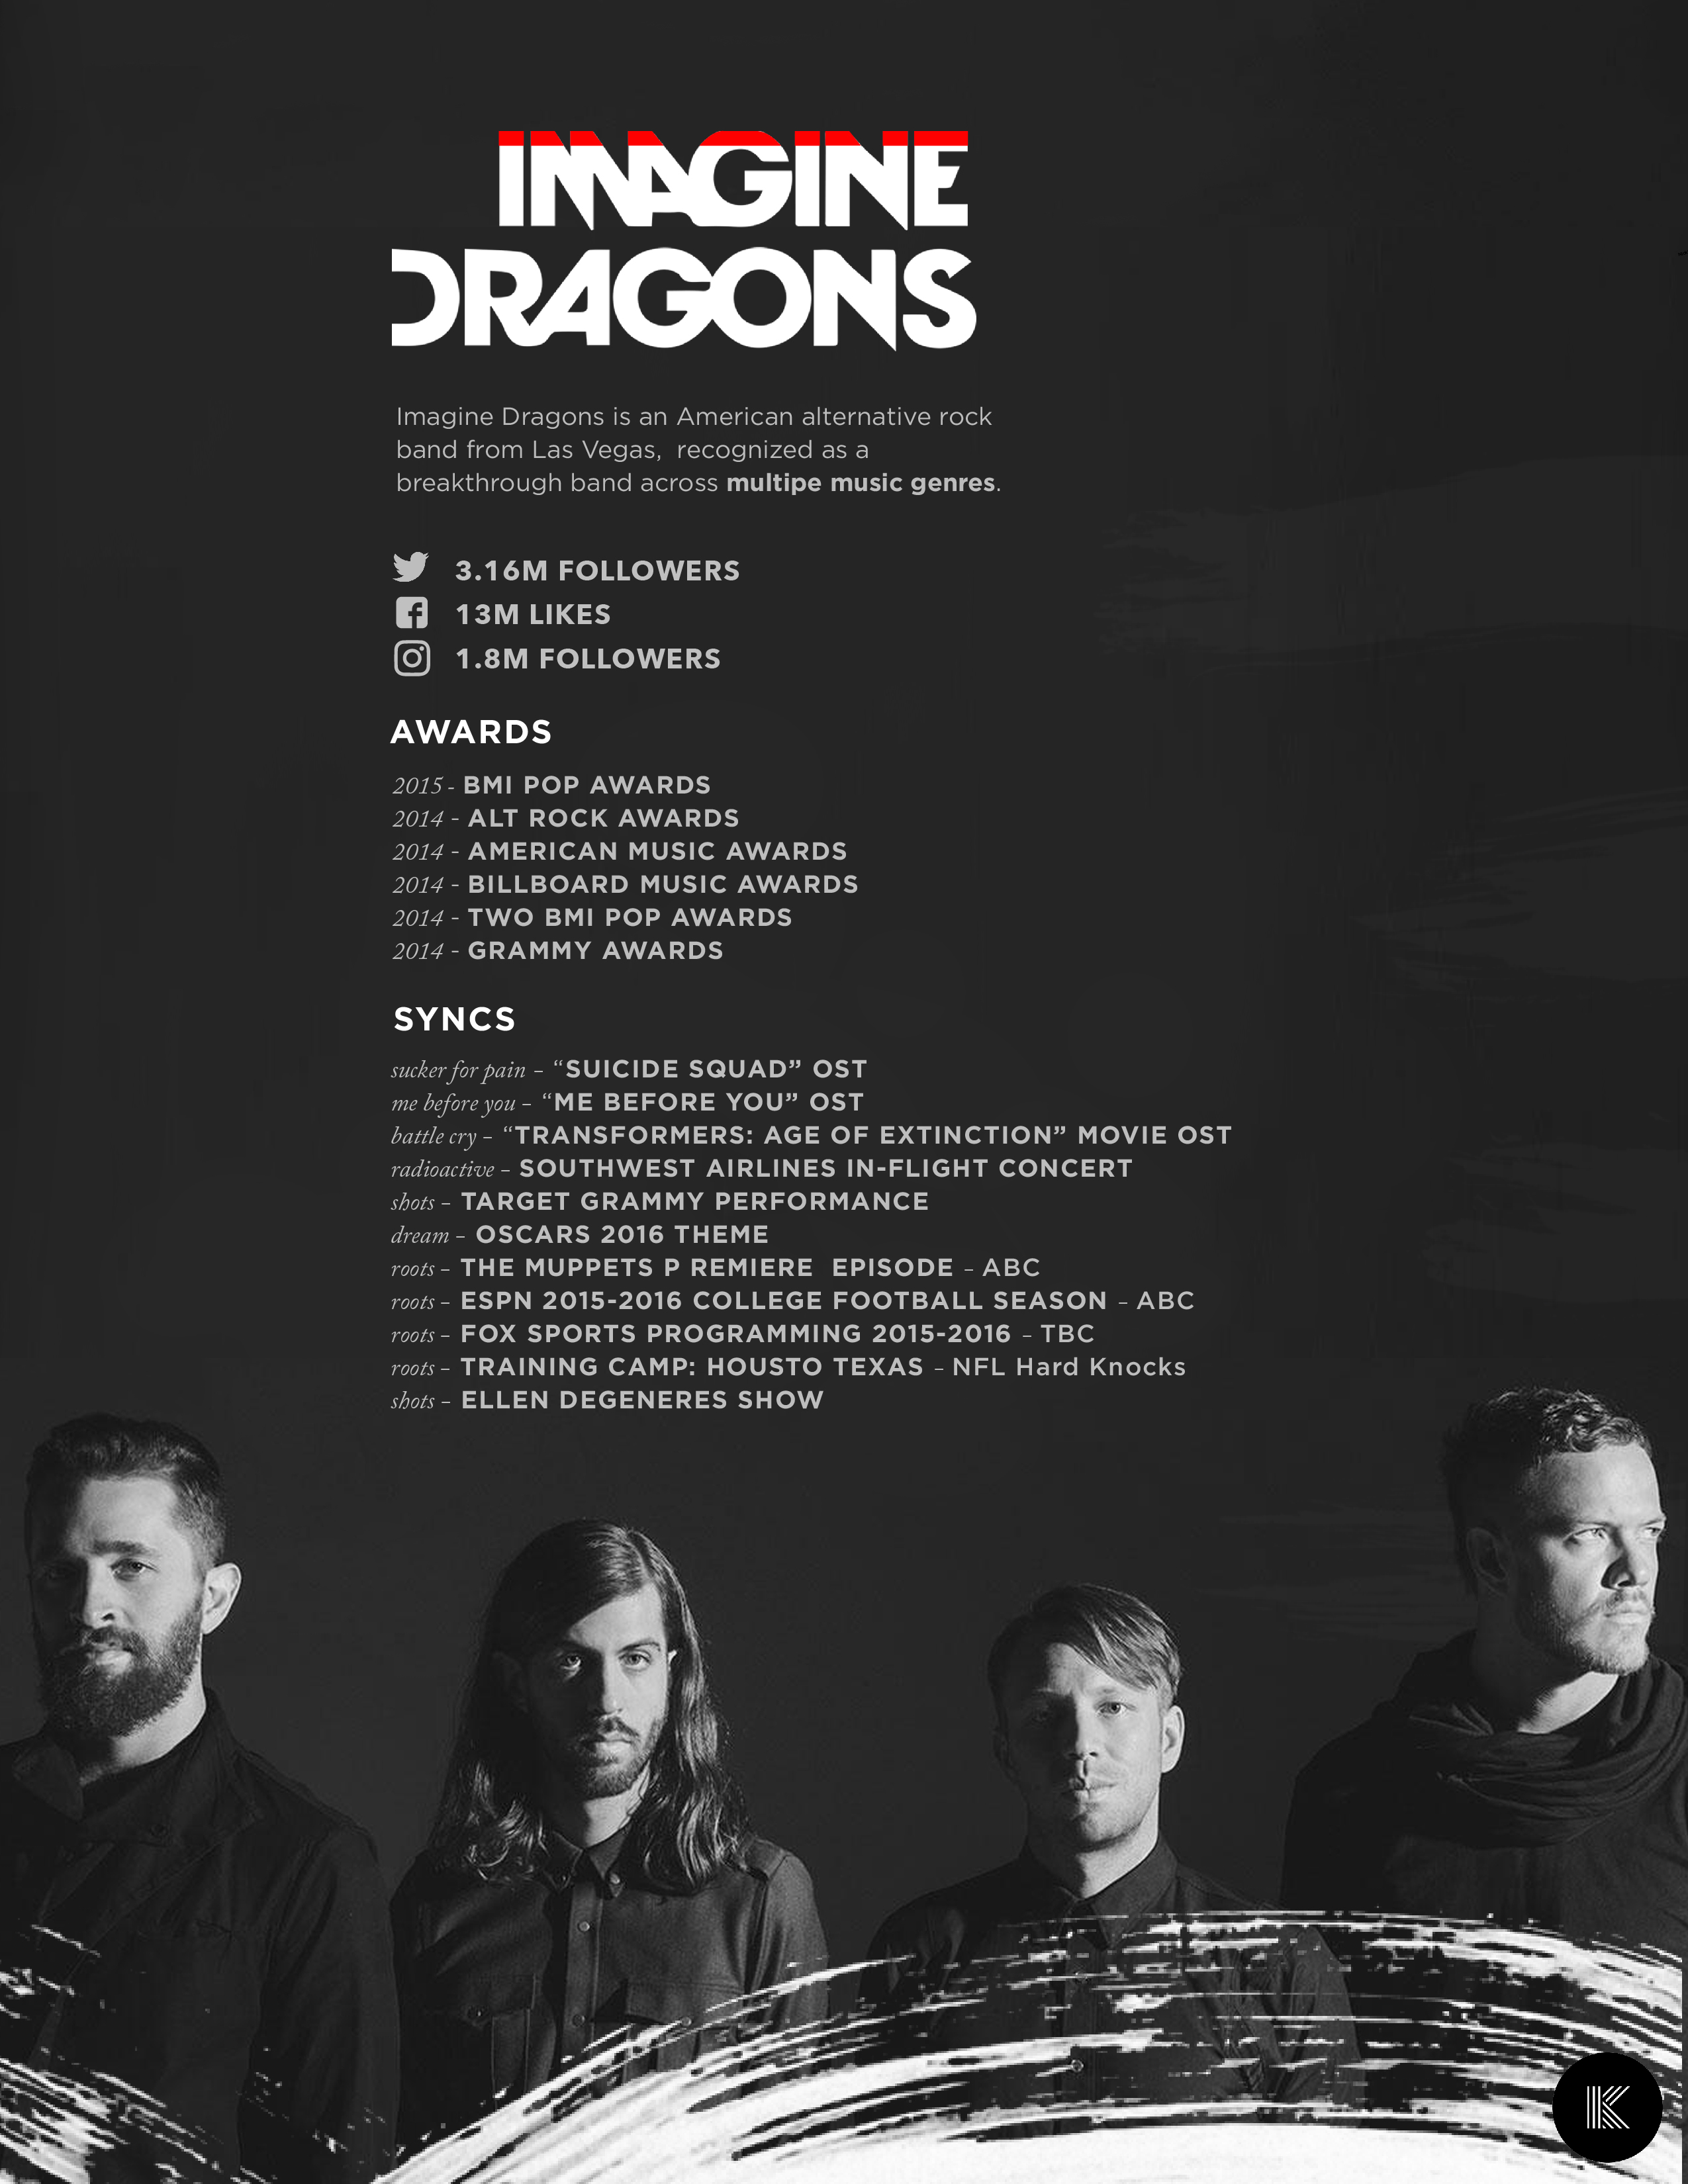 IMAGINE
DRAGONS
Imagine Dragons is an American alternative rock
band from Las Vegas,  recognized as a
breakthrough band across multipe music genres.
3.16M FOLLOWERS
13M LIKES
1.8M FOLLOWERS
AWARDS
2015 - BMI POP AWARDS
2014 - ALT ROCK AWARDS
2014 - AMERICAN MUSIC AWARDS
2014 - BILLBOARD MUSIC AWARDS
2014 - TWO BMI POP AWARDS
2014 - GRAMMY AWARDS
SYNCS
sucker for pain – “SUICIDE SQUAD” OST
me before you – “ME BEFORE YOU” OST
battle cry – “TRANSFORMERS: AGE OF EXTINCTION” MOVIE OST
radioactive – SOUTHWEST AIRLINES IN-FLIGHT CONCERT
shots – TARGET GRAMMY PERFORMANCE
dream – OSCARS 2016 THEME
roots – THE MUPPETS P REMIERE  EPISODE – ABC
roots – ESPN 2015-2016 COLLEGE FOOTBALL SEASON – ABC
roots – FOX SPORTS PROGRAMMING 2015-2016 – TBC
roots – TRAINING CAMP: HOUSTO TEXAS – NFL Hard Knocks
shots – ELLEN DEGENERES SHOW
K